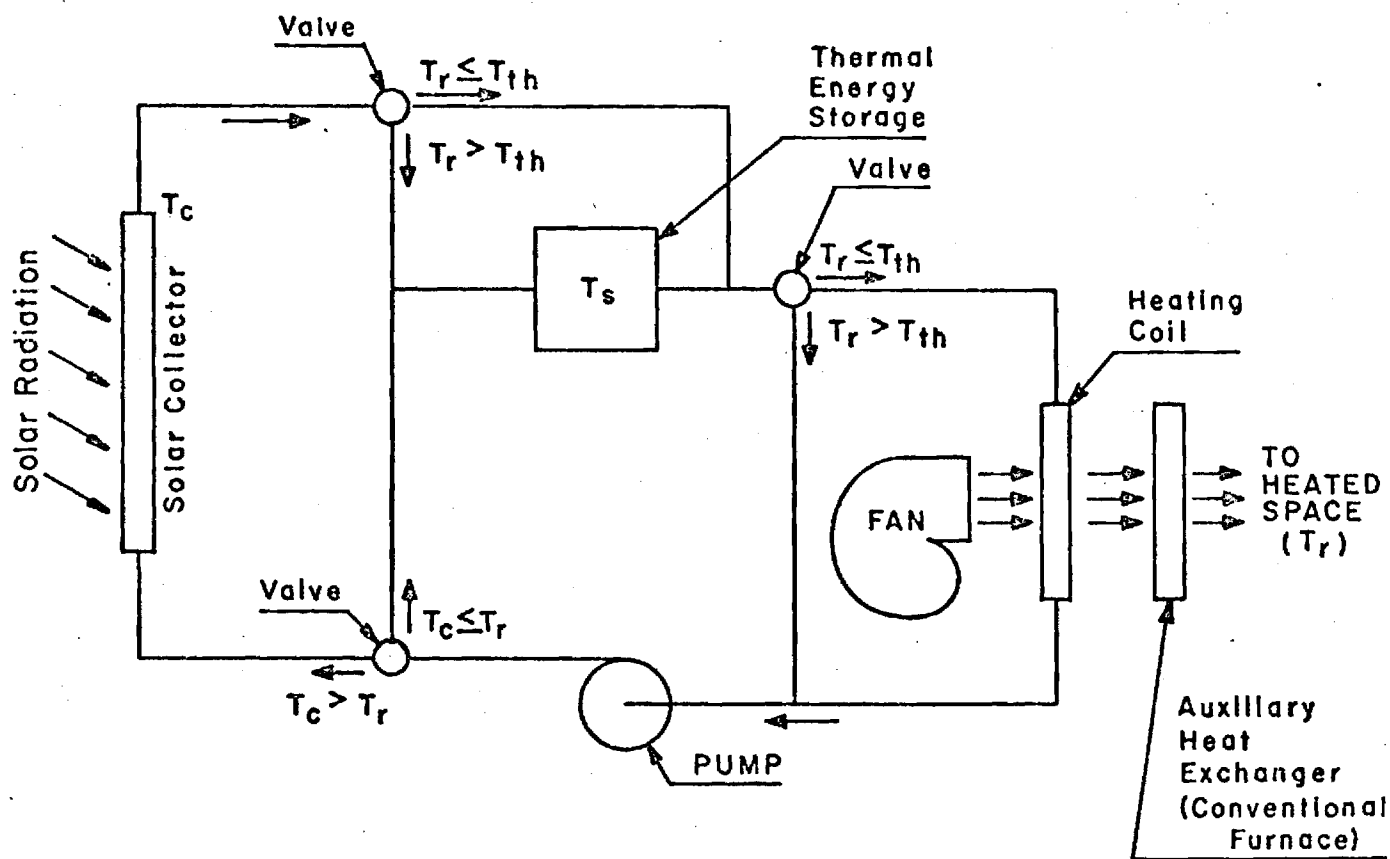 Valve
Tr ≤ Tth
Thermal
Energy
Storage
Tr > Tth
Valve
Tc
Tr ≤ Tth
Ts
Heating
Coil
Tr > Tth
Solar Radiation
Solar Collector
FAN
TO
HEATED
SPACE
(Tr)
Valve
Tc ≤ Tr
Tc > Tr
PUMP
Auxiliary
Heat
Exchanger
(Conventional
Furnace)